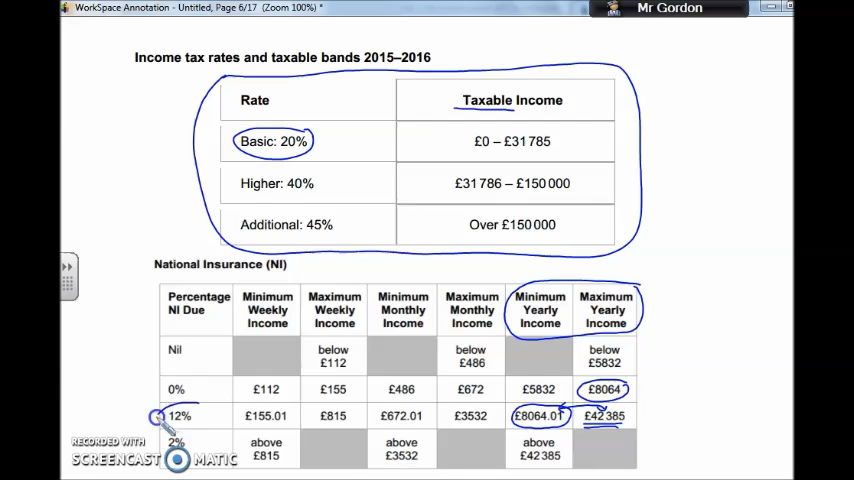 WorkSpace Annotation - Untitled, Page 6/17 (Zoom 100%) *
Mr Gordon
Income tax rates and taxable bands 2015–2016
Rate Taxable Income
Basic: 20% £0 – £31 785
Higher: 40% £31 786 – £150 000
Additional: 45% Over £150 000
National Insurance (NI)
Percentage Minimum Maximum Minimum Maximum Minimum Maximum
NI Due Weekly Weekly Monthly Monthly Yearly Yearly
Income Income Income Income Income Income
Nil below below below
£112 £486 £5832
0% £112 £155 £486 £672 £5832 £8064
12% £155.01 £815 £672.01 £3532 £8064.01 £42 385
2% above above above
£815 £3532 £42 385
RECORDED WITH
SCREENCAST MATIC